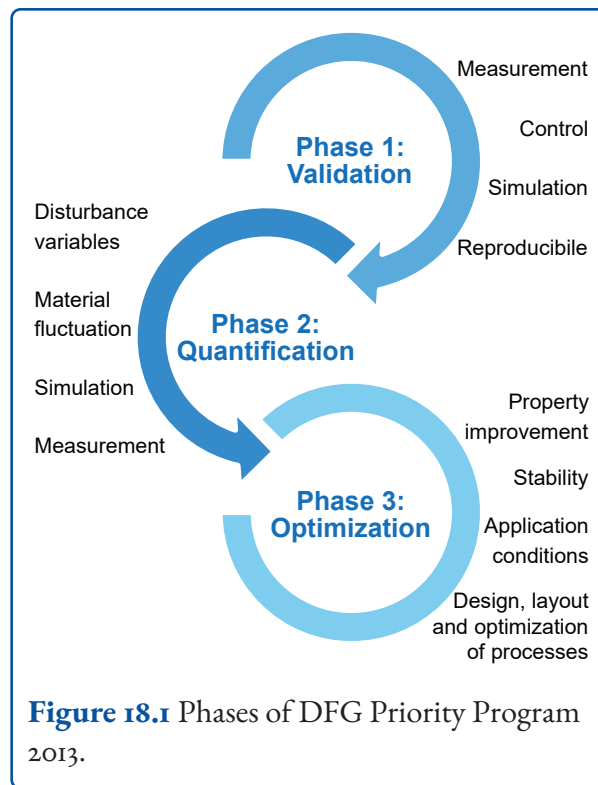 Measurement
Control
Simulation
Reproducibile
Phase 1:
Validation
Disturbance
variables
Material
fluctuation
Simulation
Measurement
Phase 2:
Quantification
Property
improvement
Stability
Application
conditions
Design, layout
and optimization
of processes
Phase 3:
Optimization
Figure 18.1 Phases of DFG Priority Program
2013.